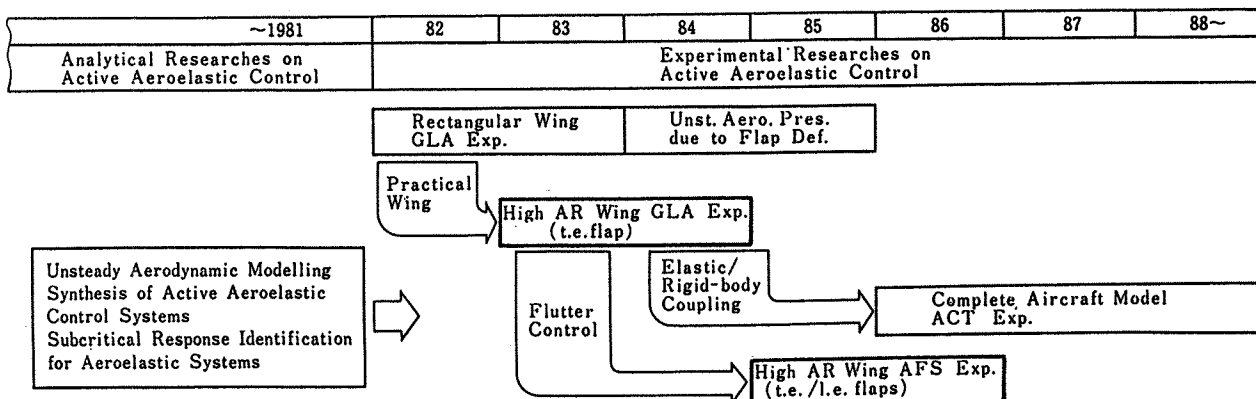 ~1981 82 83 84 85 86 87 88~
Analytical Researches on
Active Aeroelastic Control
Experimental Researches on
Active Aeroelastic Control
Rectangular Wing
GLA Exp.
Unst. Aero. Pres.
due to Flap Def.
Practical
Wing
High AR Wing GLA Exp.
(t.e.flap)
Unsteady Aerodynamic Modelling
Synthesis of Active Aeroelastic
Control Systems
Subcritical Response Identification
for Aeroelastic Systems
Flutter
Control
Elastic/
Rigid-body
Coupling
Complete Aircraft Model
ACT Exp.
High AR Wing AFS Exp.
(t.e./l.e. flaps)